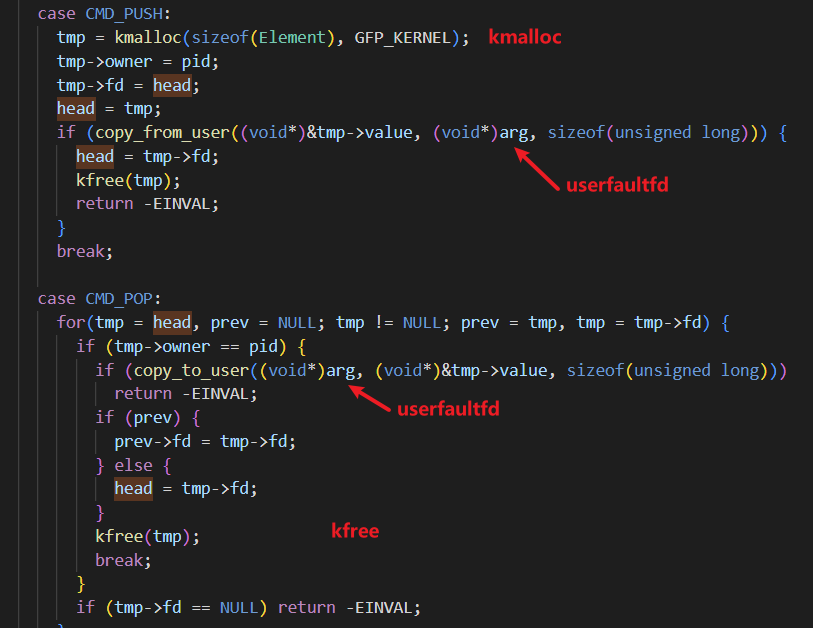 case CMD_PUSH:
tmp = kmalloc(sizeof(Element), GFP_KERNEL); kmalloc
tmp->owner = pid;
tmp->fd = head;
head = tmp;
if (copy_from_user((void*)&tmp->value, (void*)arg, sizeof(unsigned long))) {
head = tmp->fd;
userfaultfd
kfree(tmp);
return -EINVAL;
}
break;
case CMD_POP:
for(tmp = head, prev = NULL; tmp != NULL; prev = tmp, tmp = tmp->fd) {
if (tmp->owner == pid) {
if (copy_to_user((void*)arg, (void*)&tmp->value, sizeof(unsigned long)))
return -EINVAL;
userfaultfd
if (prev) {
prev->fd = tmp->fd;
} else {
head = tmp->fd;
}
kfree
kfree(tmp);
break;
}
if (tmp->fd == NULL) return -EINVAL;